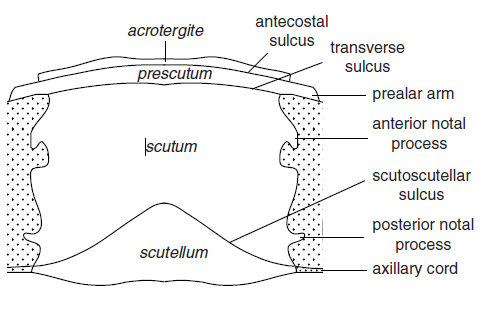 acrotergite
antecostal
sulcus
transverse
sulcus
prescutum
prealar arm
anterior notal
process
scutum
scutoscutellar
sulcus
posterior notal
process
scutellum
axillary cord